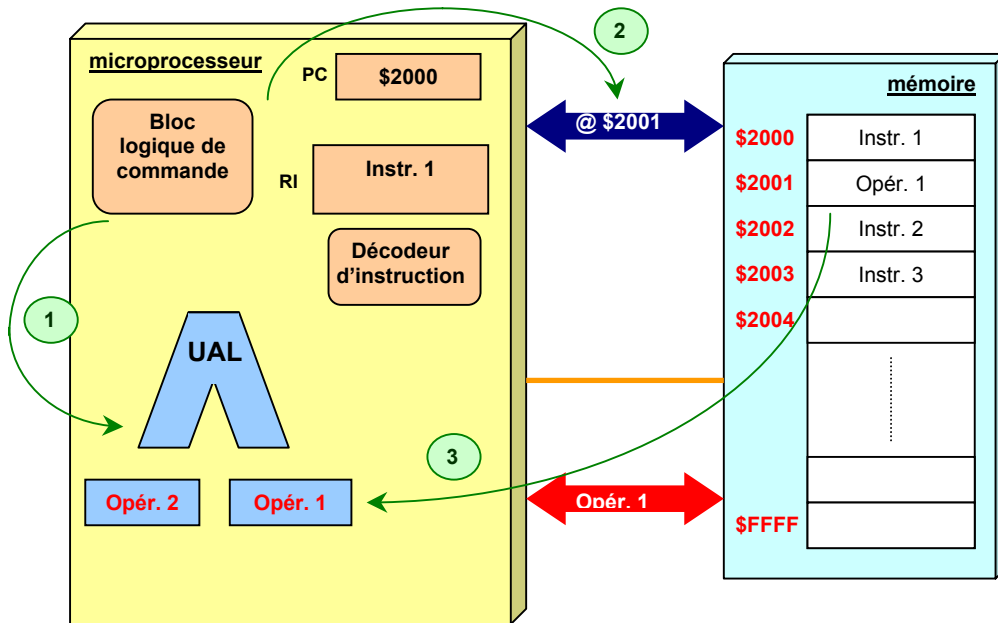 2
microprocesseur
PC
$2000
mémoire
@ $2001
Bloc
logique de
commande
$2000
Instr. 1
RI
Instr. 1
$2001
Opér. 1
$2002
Instr. 2
Décodeur
d'instruction
$2003
Instr. 3
1
$2004
UAL
3
Opér. 2
Opér. 1
Opér. 1
$FFFF